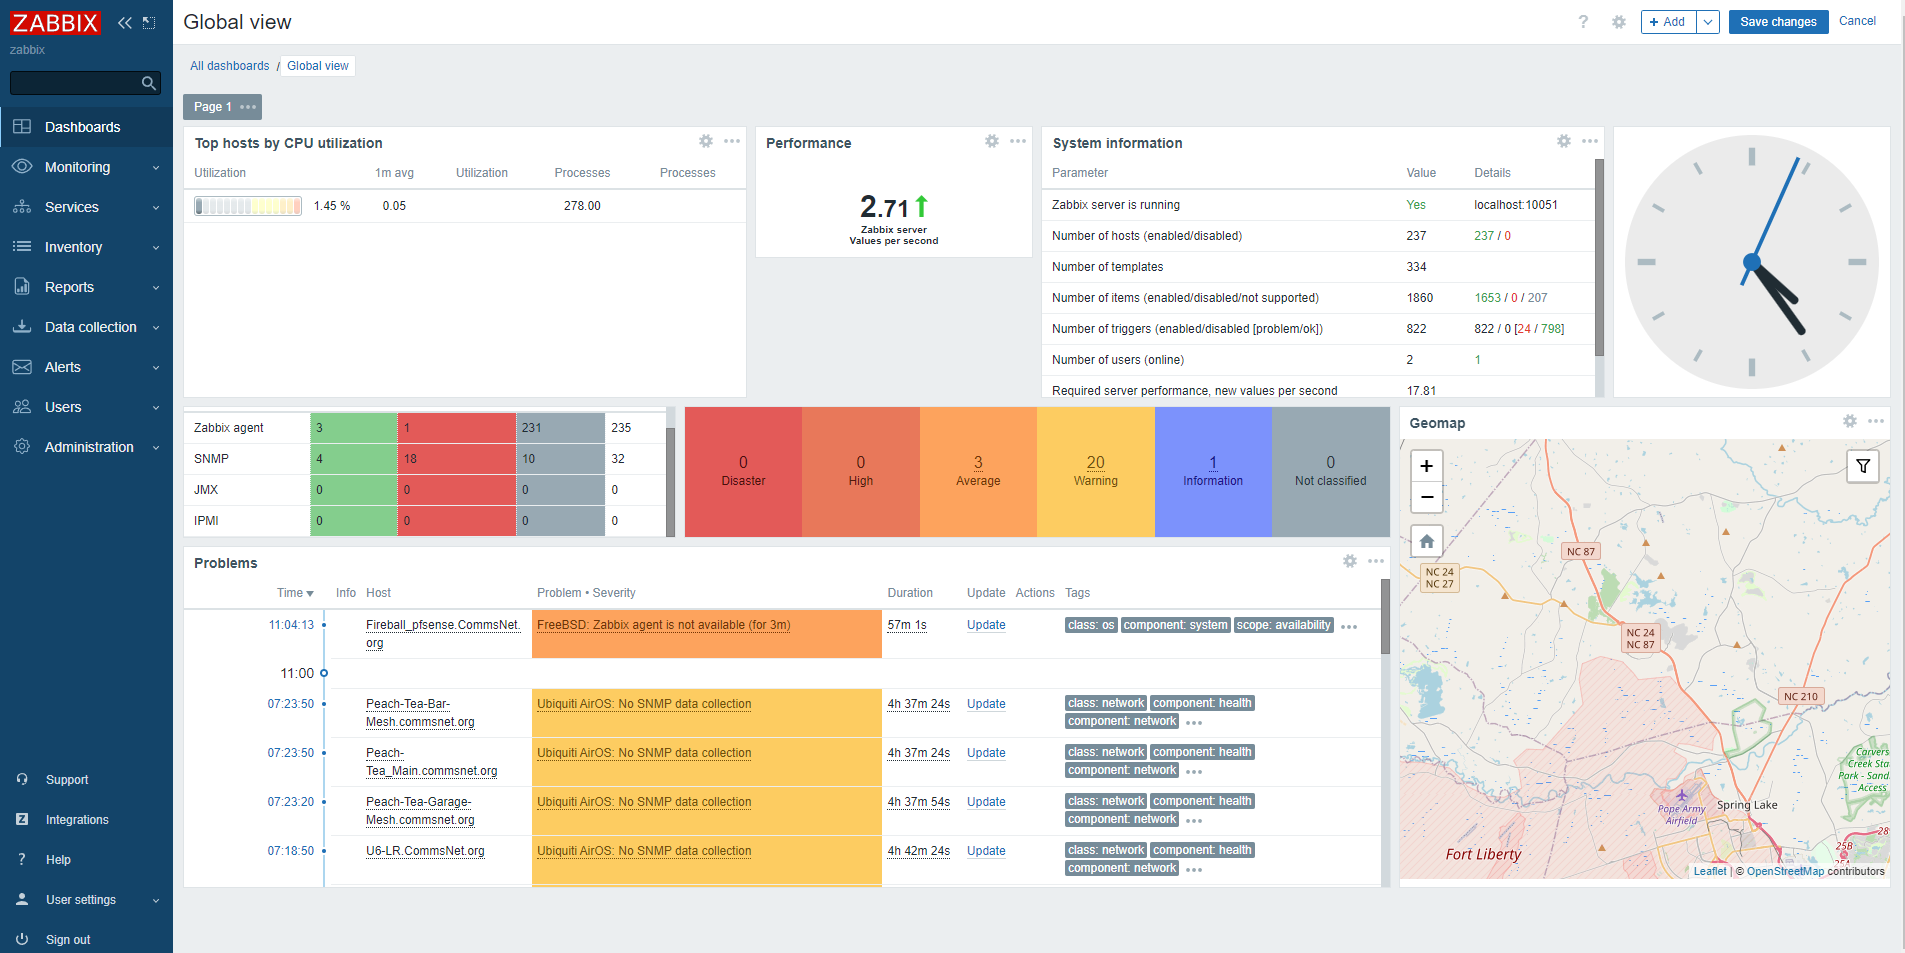 ZABBIX
zabbix
Dashboards
Monitoring
Services
Inventory
Reports
Data collection
Alerts
Users
Administration
Support
Integrations
? Help
User settings
Sign out
Global view
? + Add Save changes Cancel
All dashboards / Global view
Page 1 •••
Top hosts by CPU utilization
Utilization 1m avg Utilization Processes Processes
1.45 % 0.05 278.00
Performance
2.71
Zabbix server
Values per second
System information
Parameter Value Details
Zabbix server is running Yes localhost:10051
Number of hosts (enabled/disabled) 237 237 / 0
Number of templates 334
Number of items (enabled/disabled/not supported) 1860 1653 / 0 / 207
Number of triggers (enabled/disabled [problem/ok]) 822 822 / 0 [24 / 798]
Number of users (online) 2 1
Required server performance, new values per second 17.81
Zabbix agent 3 1 231 235
SNMP 4 18 10 32
JMX 0 0 0 0
IPMI 0 0 0 0
0 0 3 20 1 0
Disaster High Average Warning Information Not classified
Problems
Time ▼ Info Host Problem • Severity Duration Update Actions Tags
11:04:13 Fireball_pfsense.CommsNet. FreeBSD: Zabbix agent is not available (for 3m) 57m 1s Update class: os component: system scope: availability •••
org
11:00
07:23:50 Peach-Tea-Bar- Ubiquiti AirOS: No SNMP data collection 4h 37m 24s Update class: network component: health
Mesh.commsnet.org component: network •••
07:23:50 Peach- Ubiquiti AirOS: No SNMP data collection 4h 37m 24s Update class: network component: health
Tea_Main.commsnet.org component: network •••
07:23:20 Peach-Tea-Garage- Ubiquiti AirOS: No SNMP data collection 4h 37m 54s Update class: network component: health
Mesh.commsnet.org component: network •••
07:18:50 U6-LR.CommsNet.org Ubiquiti AirOS: No SNMP data collection 4h 42m 24s Update class: network component: health
component: network •••
Geomap
+
−
NC 87
NC 24
NC 27
NC 24
NC 87
NC 210
Carvers
Creek Sta
Park - Sand
Access
Pope Army
Airfield
Spring Lake
Fort Liberty
28
25B
25A
Leaflet | © OpenStreetMap contributors